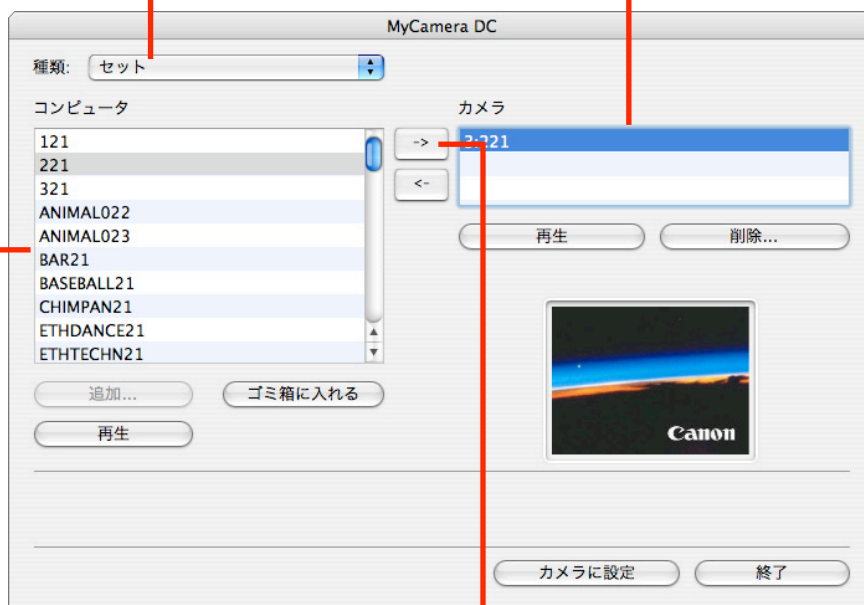 MyCamera DC
種類: セット
コンピュータ
カメラ
121
221
321
ANIMAL022
ANIMAL023
BAR21
BASEBALL21
CHIMPAN21
ETHDANCE21
ETHTECHN21
->
<-
3:221
再生
削除...
Canon
追加...
ゴミ箱に入れる
再生
カメラに設定
終了